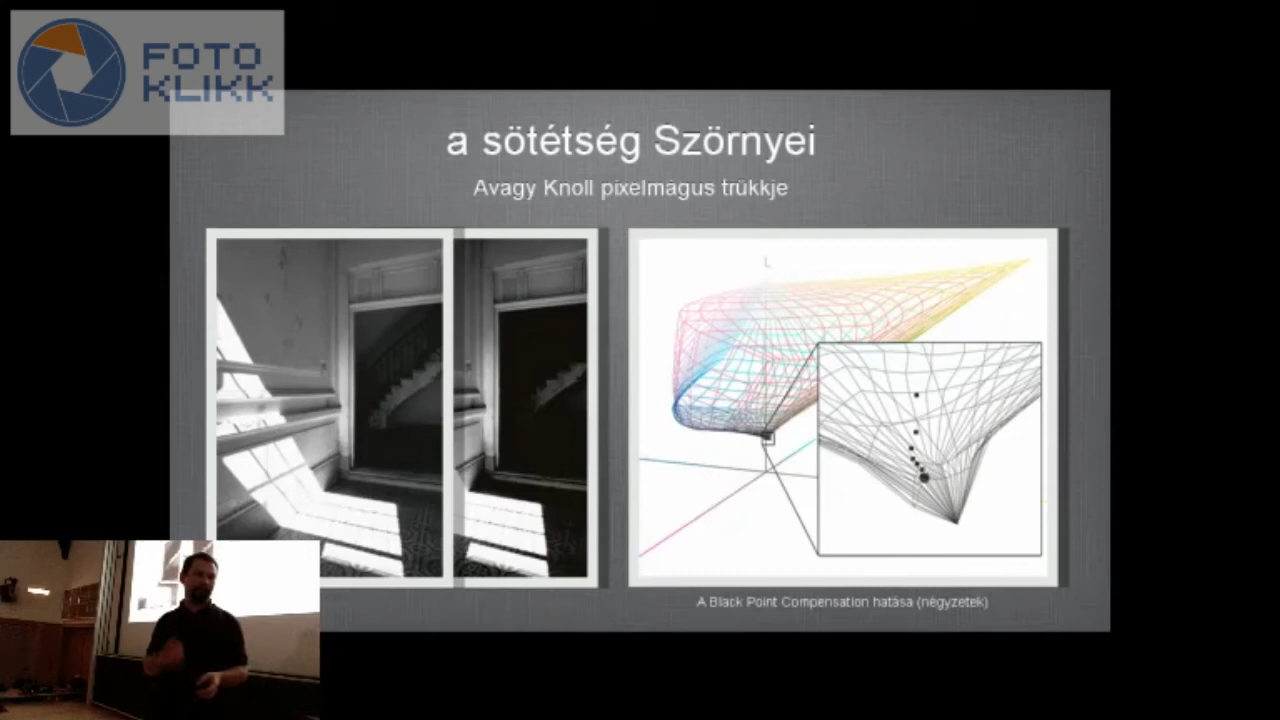 FOTO
KLIKK
a sötétség Szörnyei
Avagy Knoll pixelmágus trükkje
L
A Black Point Compensation hatása (négyzetek)